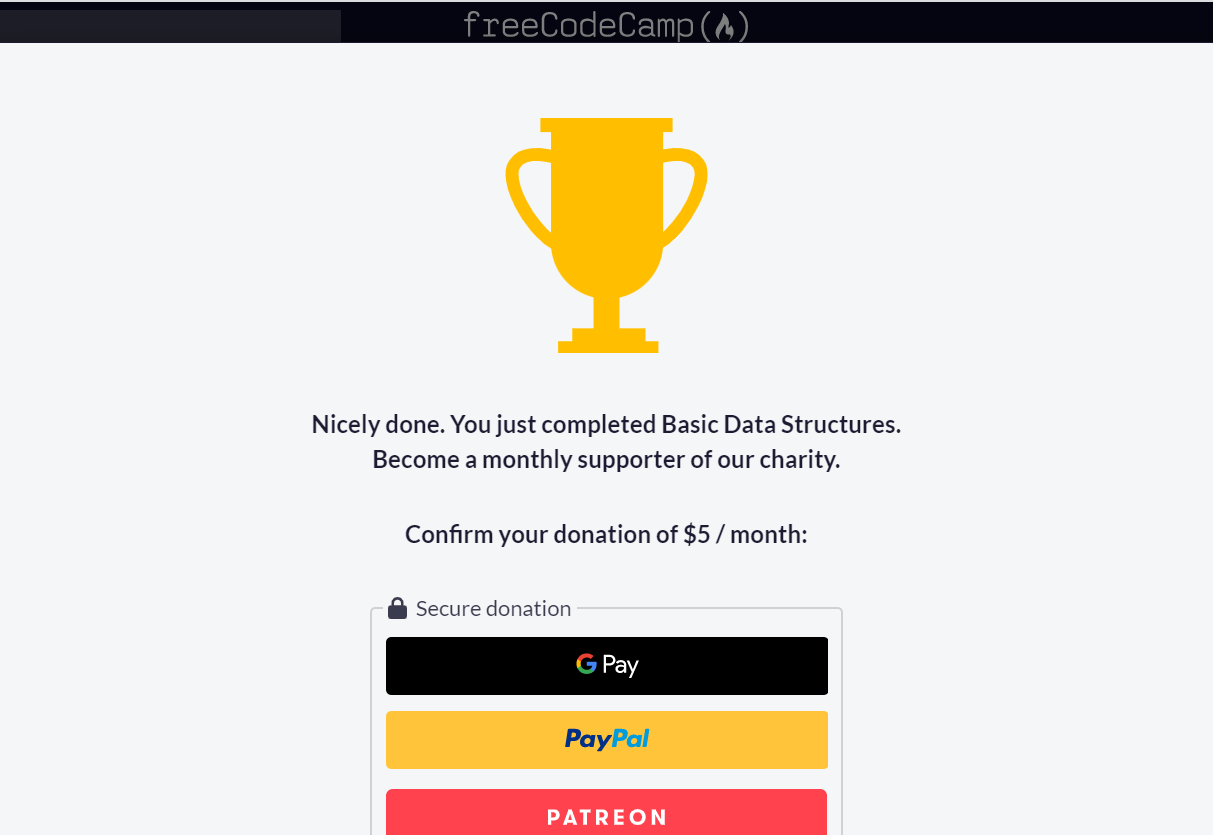 freeCodeCamp(🔥)
Nicely done. You just completed Basic Data Structures.
Become a monthly supporter of our charity.
Confirm your donation of $5 / month:
Secure donation
G Pay
PayPal
PATREON